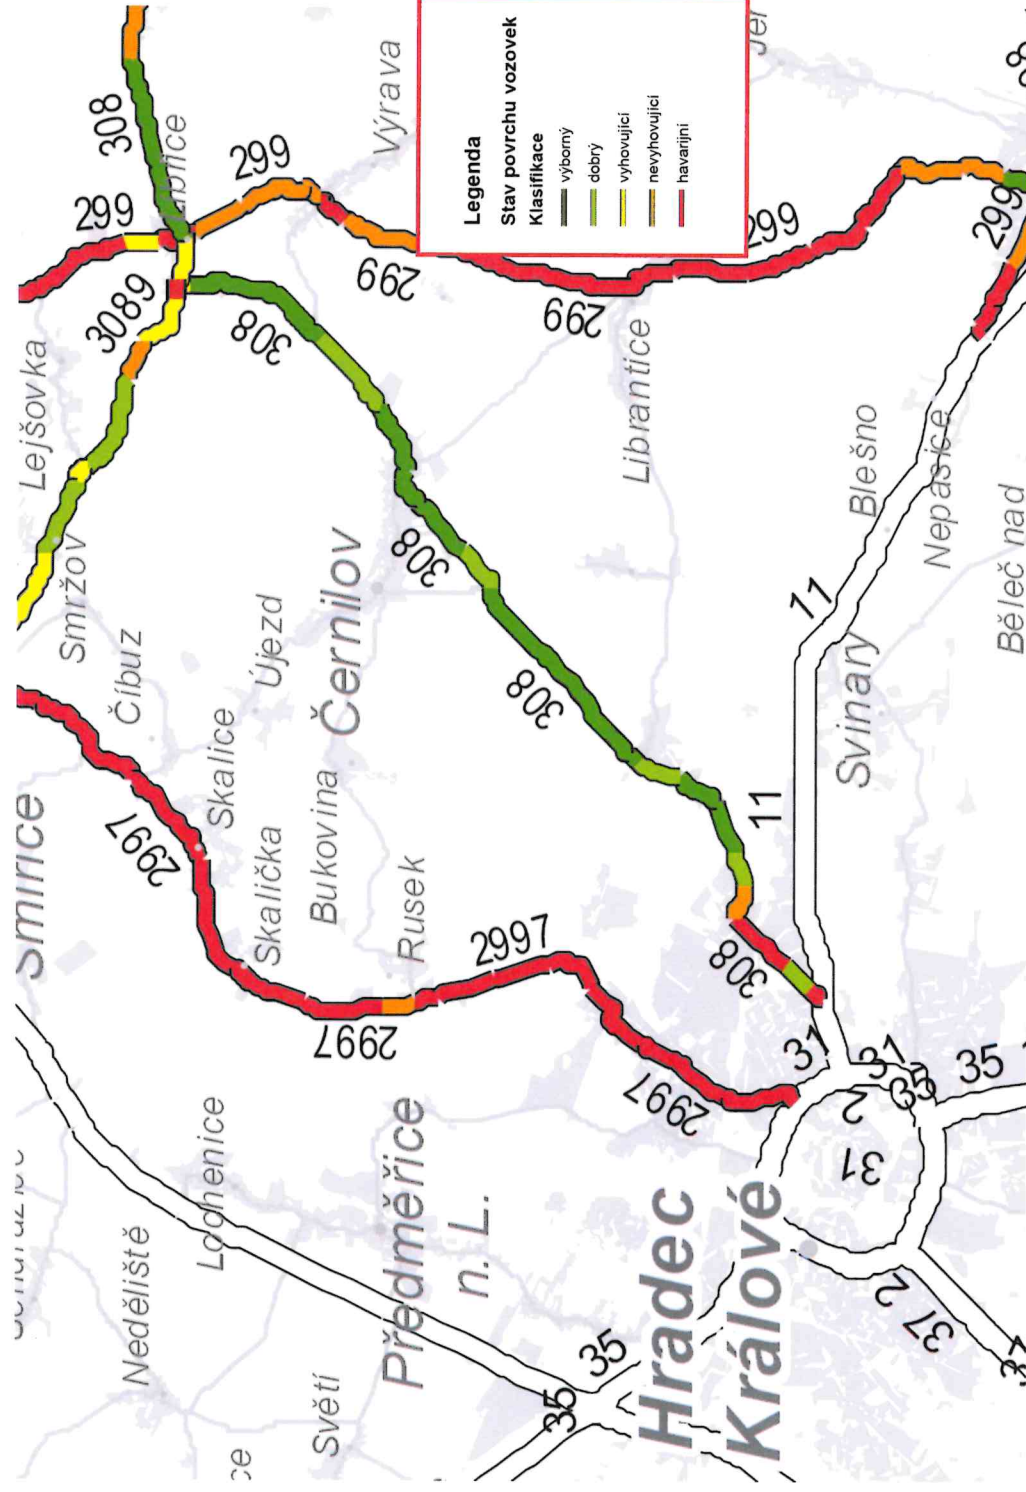 Legenda
Stav povrchu vozovek
Klasifikace
výborný
dobrý
vyhovující
nevyhovující
havarijní
Smiřice
Lejšovka
Smržov
Číbuz
Skalice
Újezd
Skalička
Bukovina
Černilov
Rusek
Výrava
Librantice
Blešno
Nepasice
Běleč nad
Svinary
Lochenice
Neděliště
Světí
Předměřice
n.L.
Hradec
Králové
308
299
299
3089
308
299
299
299
299
308
308
308
2997
2997
2997
2997
11
11
31
31
31
2
2
35
35
35
35
37
37